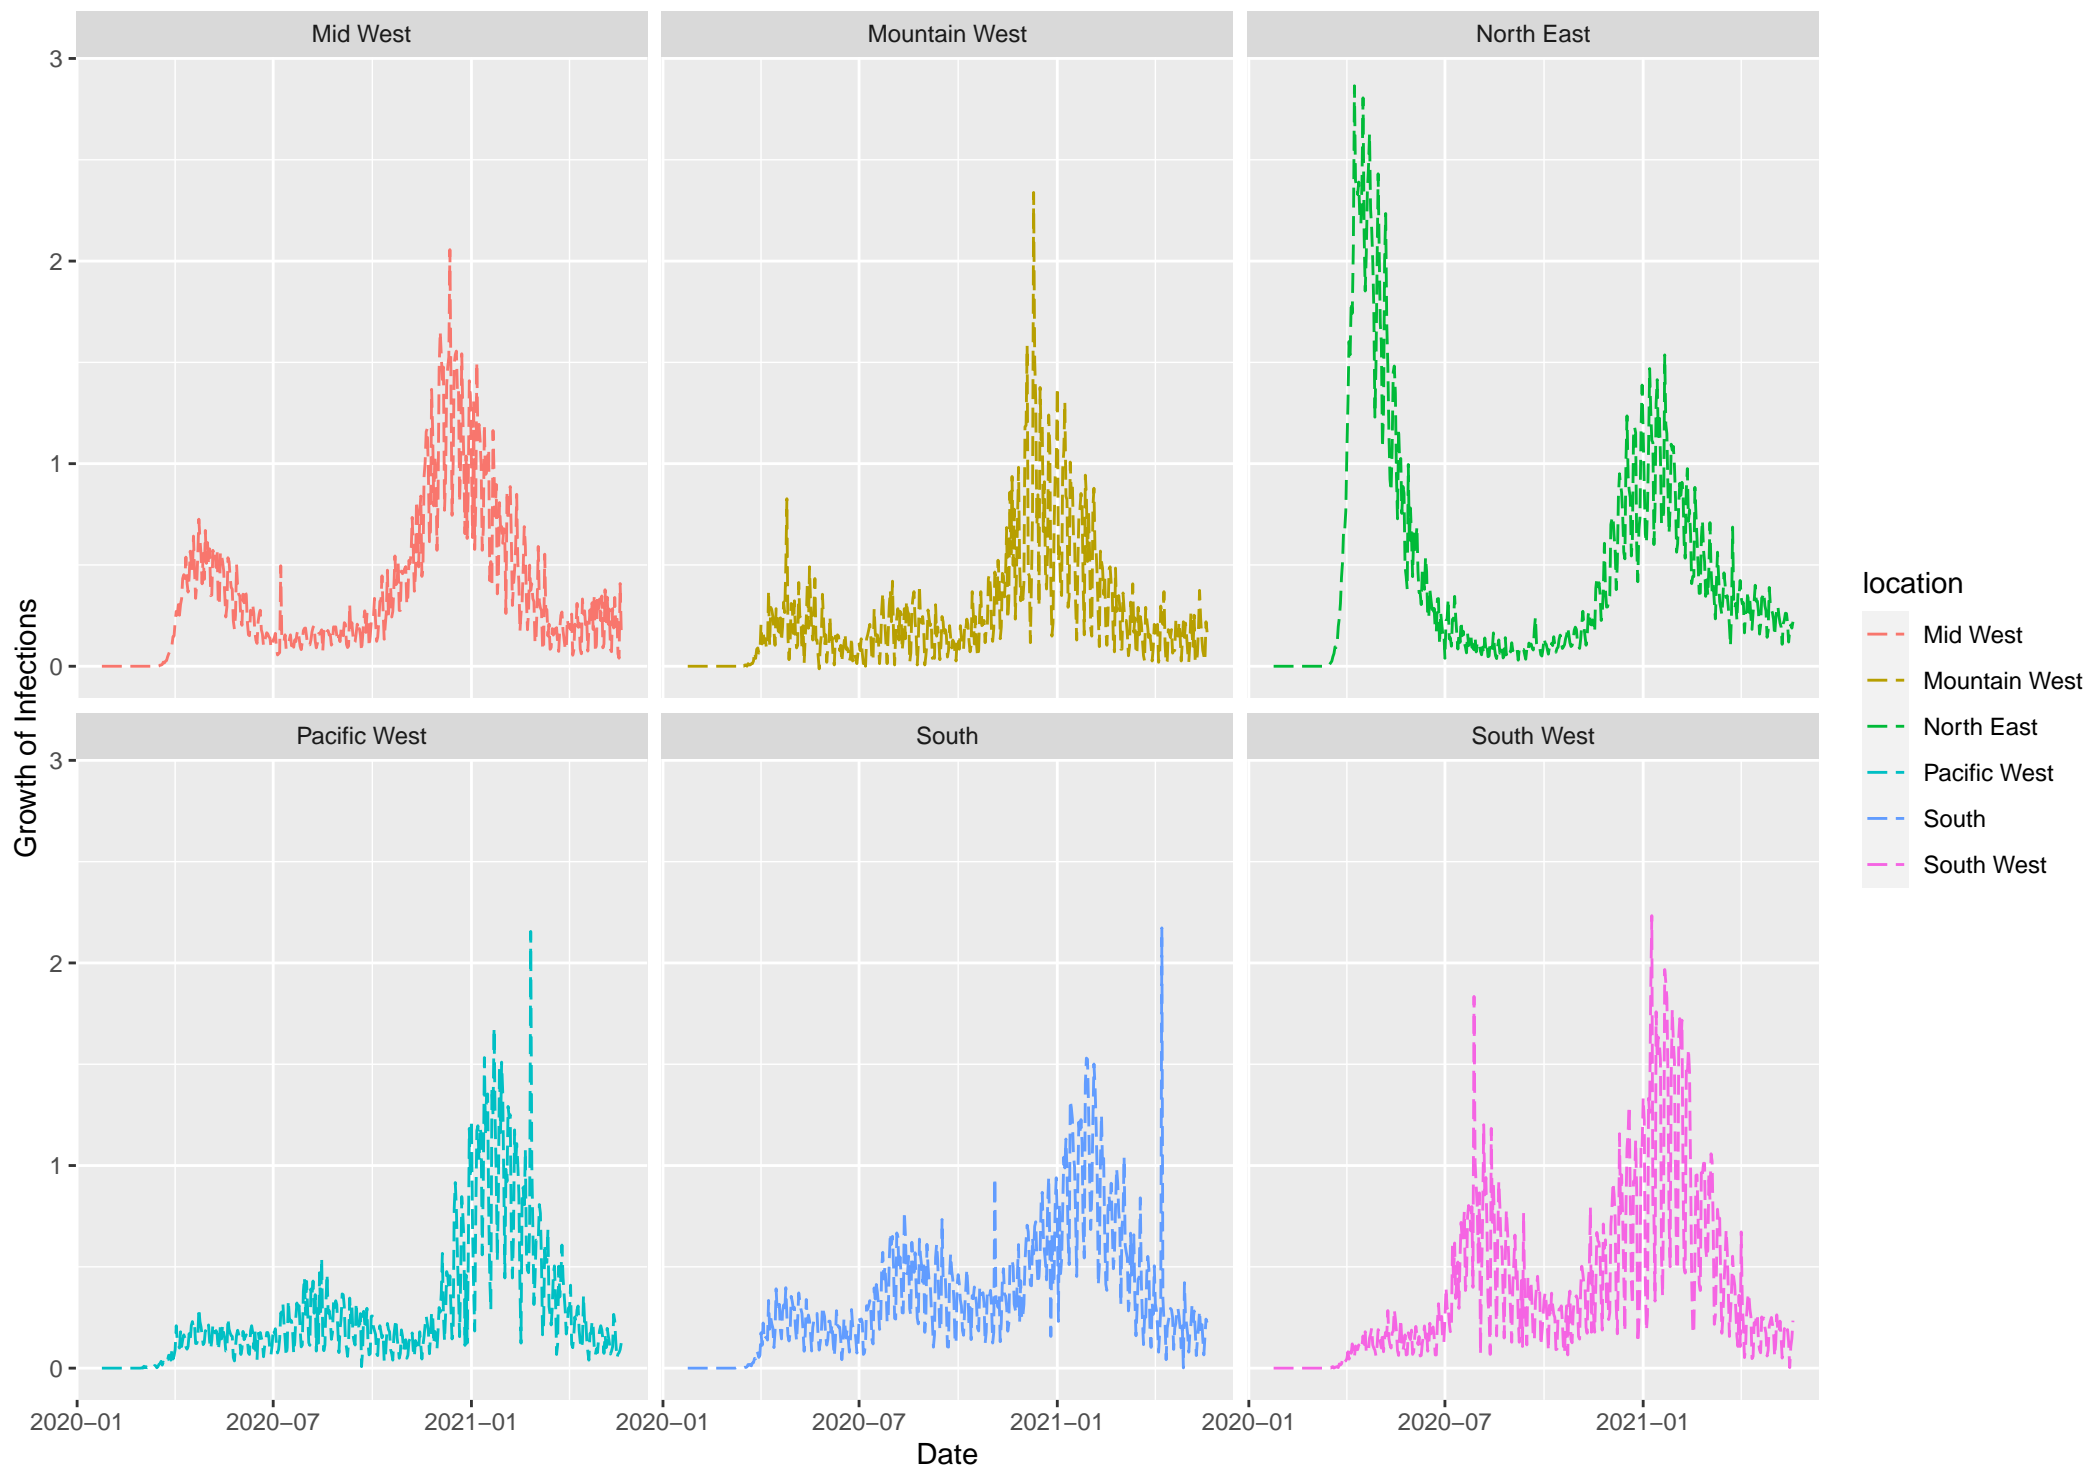 Mid West
Mountain West
North East
3
2
1
0
Pacific West
South
South West
3
2
1
0
2020−01
2020−07
2021−01
2020−01
2020−07
2021−01
2020−01
2020−07
2021−01
Date
Growth of Infections
location
Mid West
Mountain West
North East
Pacific West
South
South West